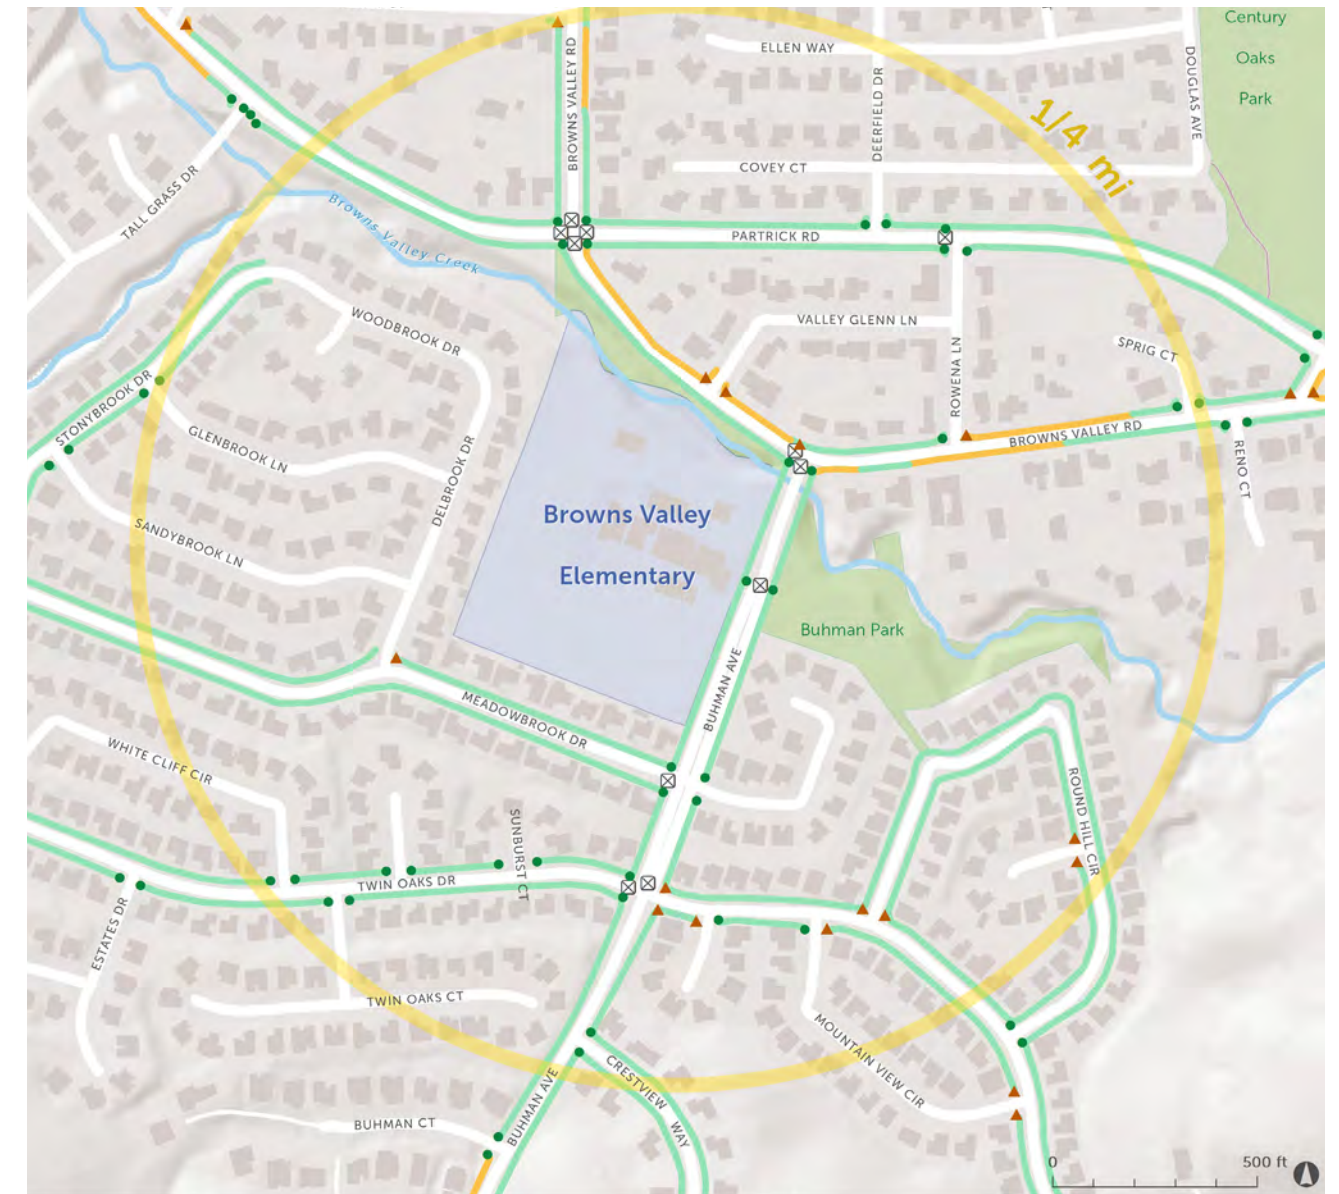 Century
Oaks
Park
ELLEN WAY
BROWNS VALLEY RD
DEERFIELD DR
DOUGLAS AVE
1/4 mi
COVEY CT
TALL GRASS DR
Browns Valley Creek
PARTRICK RD
WOODBROOK DR
VALLEY GLENN LN
SPRIG CT
ROWENA LN
STONYBROOK DR
GLENBROOK LN
DELBROOK DR
BROWNS VALLEY RD
RENO CT
SANDYBROOK LN
Browns Valley
Elementary
Buhman Park
BUHMAN AVE
MEADOWBROOK DR
WHITE CLIFF CIR
ROUND HILL CIR
SUNBURST CT
TWIN OAKS DR
ESTATES DR
TWIN OAKS CT
MOUNTAIN VIEW CIR
CRESTVIEW WAY
BUHMAN AVE
BUHMAN CT
0 500 ft